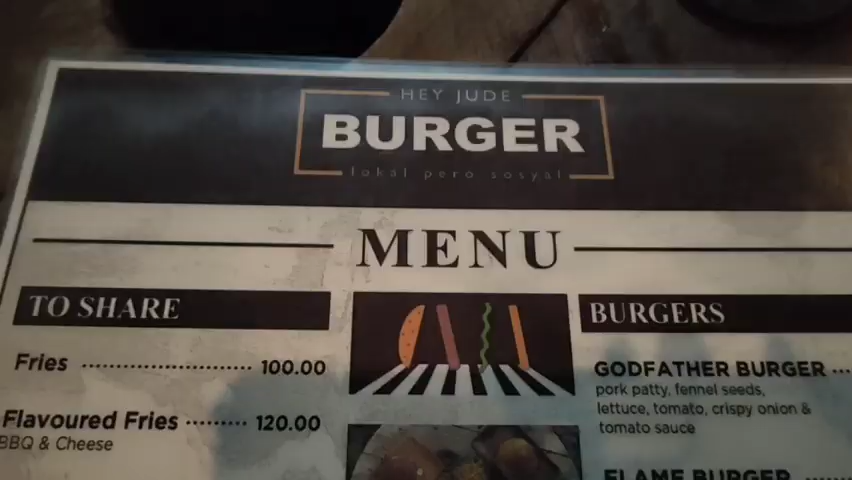 HEY JUDE
BURGER
lokal pero sosyal
MENU
TO SHARE
Fries ................................ 100.00
Flavoured Fries ......... 120.00
BBQ & Cheese
BURGERS
GODFATHER BURGER ...
pork patty, fennel seeds,
lettuce, tomato, crispy onion &
tomato sauce
FLAME BURGER ........